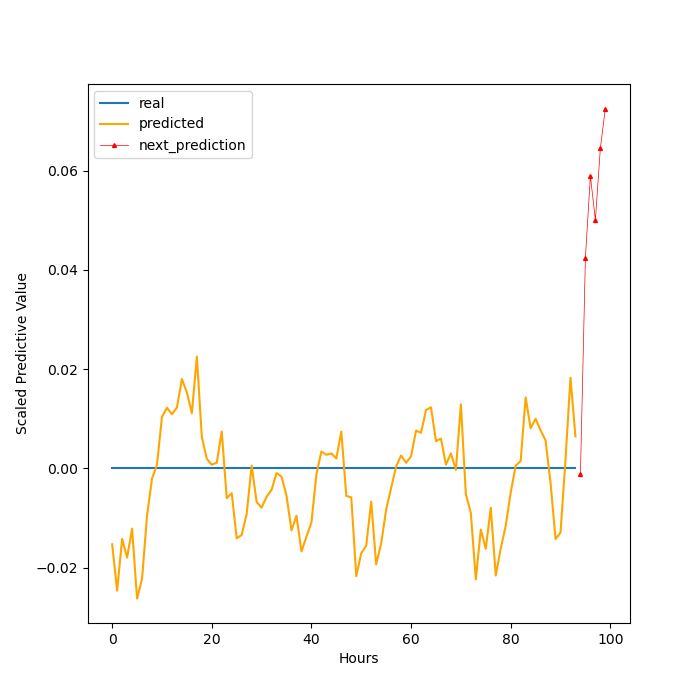 real
predicted
next_prediction
0.06
0.04
0.02
0.00
−0.02
Scaled Predictive Value
0 20 40 60 80 100
Hours